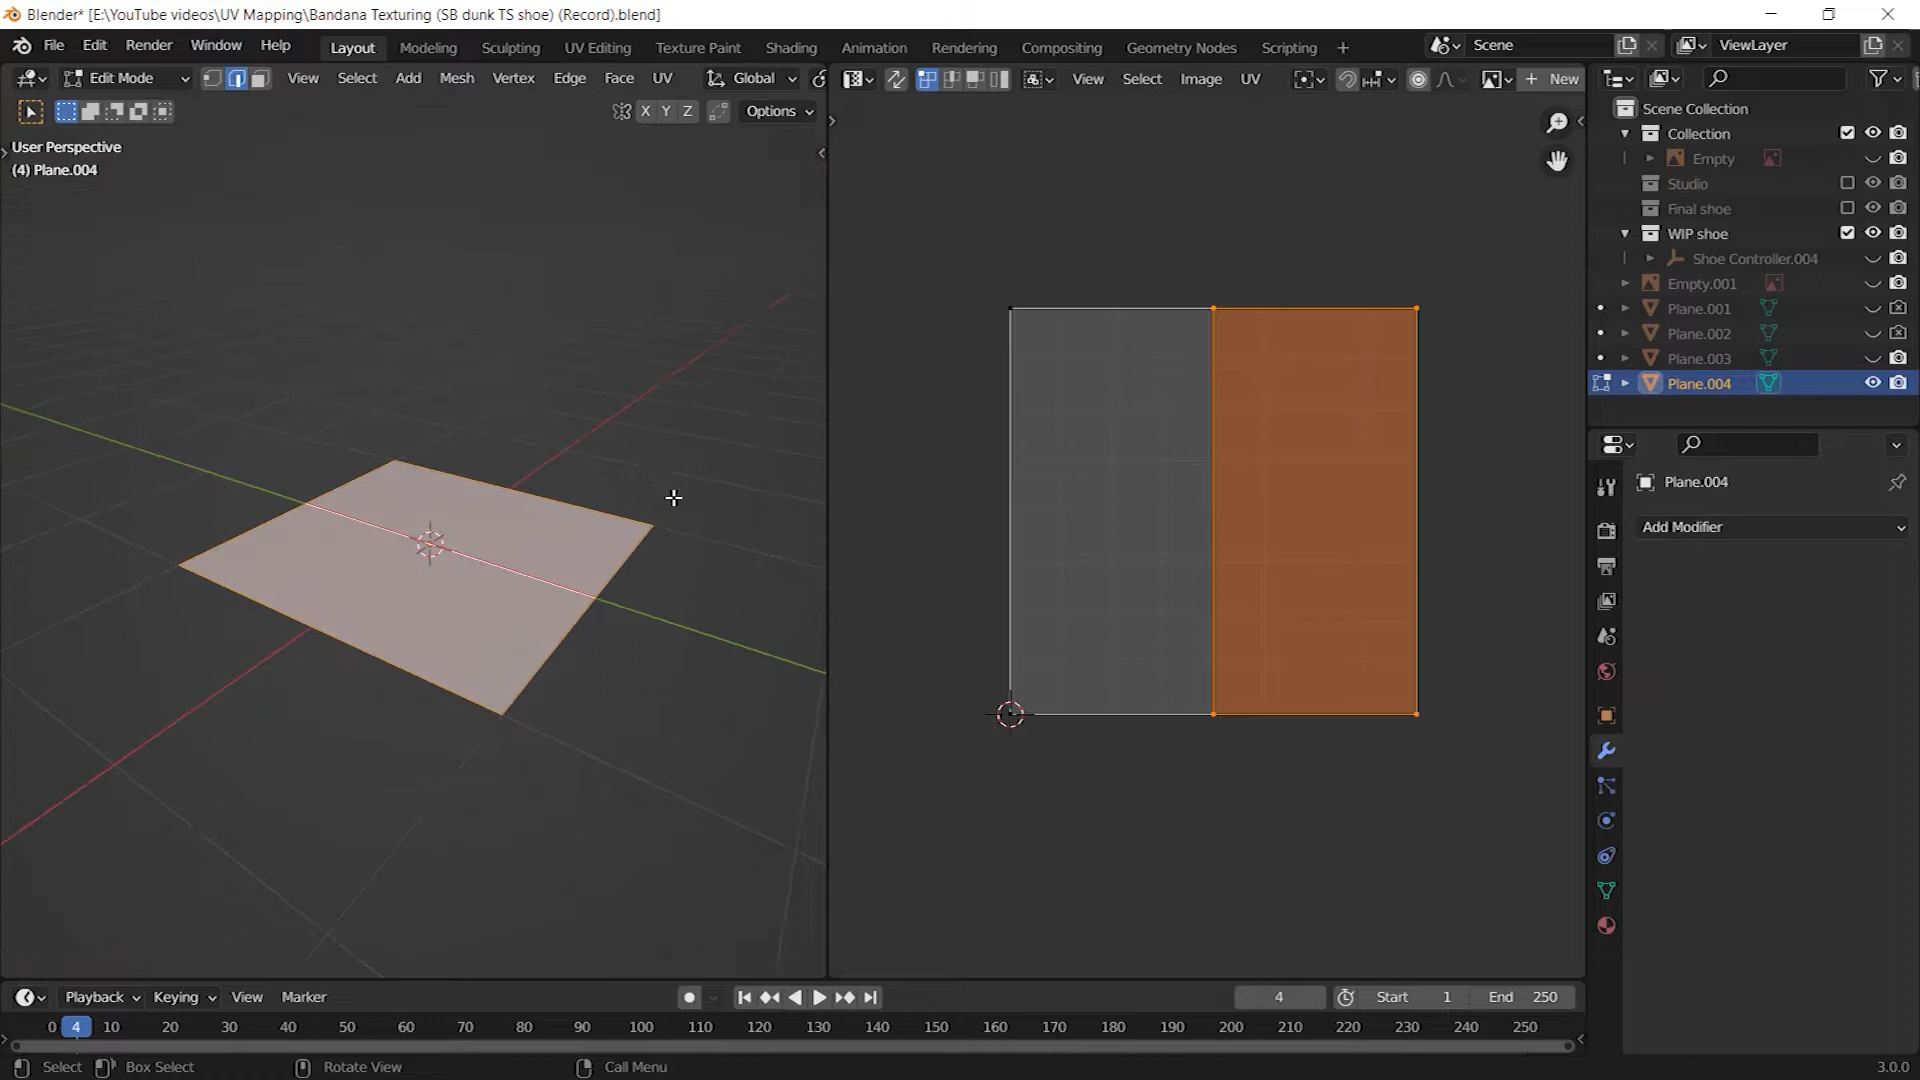 Blender* [E:\YouTube videos\UV Mapping\Bandana Texturing (SB dunk TS shoe) (Record).blend]
File Edit Render Window Help Layout Modeling Sculpting UV Editing Texture Paint Shading Animation Rendering Compositing Geometry Nodes Scripting + Scene ViewLayer
Edit Mode View Select Add Mesh Vertex Edge Face UV Global View Select Image UV + New
X Y Z Options
User Perspective
(4) Plane.004
Scene Collection
Collection
Empty
Studio
Final shoe
WIP shoe
Shoe Controller.004
Empty.001
Plane.001
Plane.002
Plane.003
Plane.004
Plane.004
Add Modifier
Playback Keying View Marker 4 Start 1 End 250
0 4 10 20 30 40 50 60 70 80 90 100 110 120 130 140 150 160 170 180 190 200 210 220 230 240 250
Select Box Select Rotate View Call Menu 3.0.0